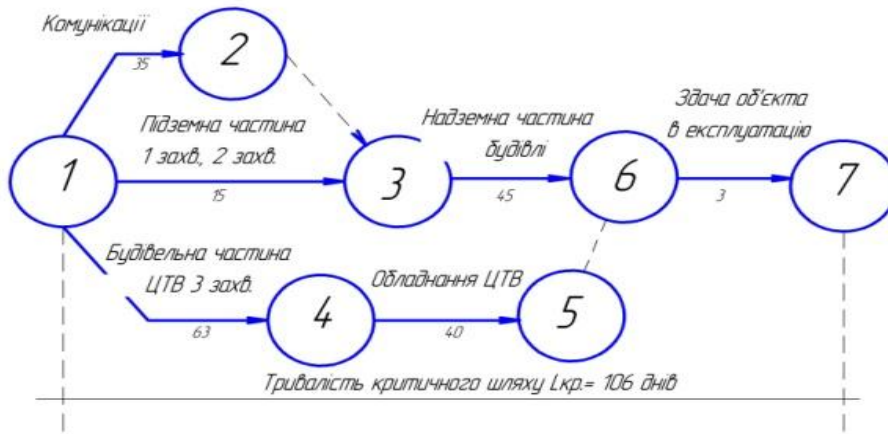 Комунікації
35
2
Підземна частина
1 захв., 2 захв.
1
15
3
Надземна частина
будівлі
45
6
Здача об'єкта
в експлуатацію
3
7
Будівельна частина
ЦТВ 3 захв.
63
4
Обладнання ЦТВ
40
5
Тривалість критичного шляху Lкр.= 106 днів